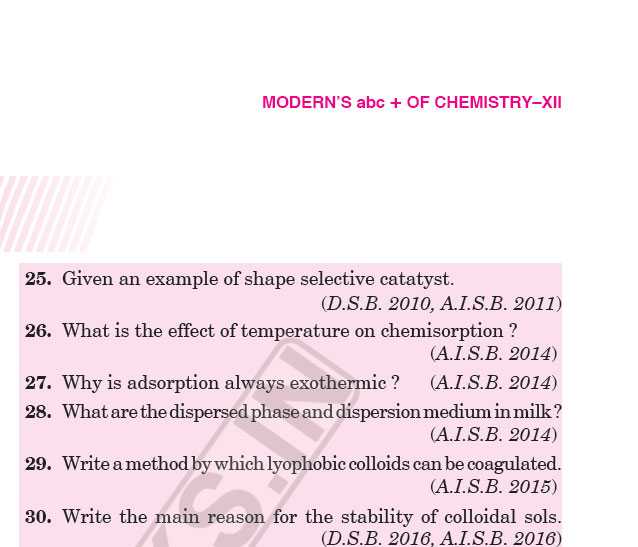 MODERN'S abc + OF CHEMISTRY–XII
25. Given an example of shape selective catatyst.
(D.S.B. 2010, A.I.S.B. 2011)
26. What is the effect of temperature on chemisorption ?
(A.I.S.B. 2014)
27. Why is adsorption always exothermic ? (A.I.S.B. 2014)
28. What are the dispersed phase and dispersion medium in milk ?
(A.I.S.B. 2014)
29. Write a method by which lyophobic colloids can be coagulated.
(A.I.S.B. 2015)
30. Write the main reason for the stability of colloidal sols.
(D.S.B. 2016, A.I.S.B. 2016)
KS.IN